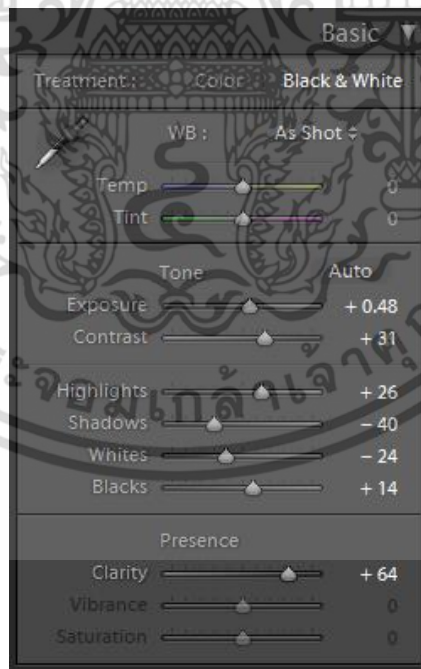 Basic
Treatment : Color Black & White
WB : As Shot
Temp 0
Tint 0
Tone Auto
Exposure + 0.48
Contrast + 31
Highlights + 26
Shadows − 40
Whites − 24
Blacks + 14
Presence
Clarity + 64
Vibrance 0
Saturation 0